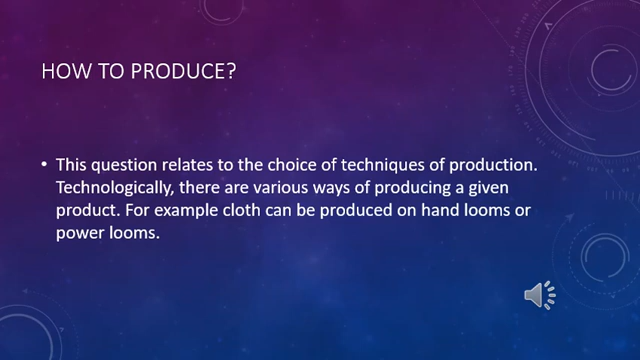 HOW TO PRODUCE?
• This question relates to the choice of techniques of production.
Technologically, there are various ways of producing a given
product. For example cloth can be produced on hand looms or
power looms.